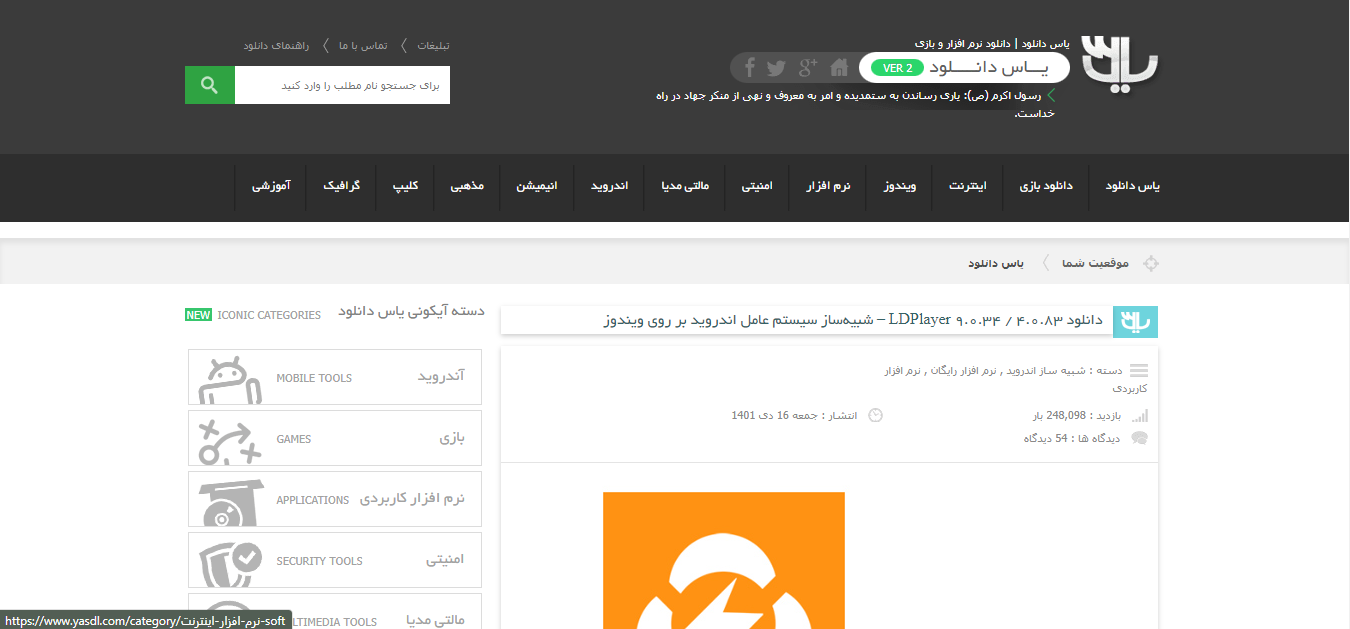 یاس دانلود | دانلود نرم افزار و بازی
یـــاس دانـــــلود VER 2
رسول اکرم (ص): یاری رساندن به ستمدیده و امر به معروف و نهی از منکر جهاد در راه
خداست.
تبلیغات
تماس با ما
راهنمای دانلود
برای جستجو نام مطلب را وارد کنید
یاس دانلود
دانلود بازی
اینترنت
ویندوز
نرم افزار
امنیتی
مالتی مدیا
اندروید
انیمیشن
مذهبی
کلیپ
گرافیک
آموزشی
موقعیت شما
یاس دانلود
دانلود LDPlayer ۹.۰.۳۴ / ۴.۰.۸۳ – شبیه‌ساز سیستم عامل اندروید بر روی ویندوز
دسته : شبیه ساز اندروید , نرم افزار رایگان , نرم افزار
کاربردی
بازدید : 248,098 بار
انتشار : جمعه 16 دی 1401
دیدگاه ها : 54 دیدگاه
دسته آیکونی یاس دانلود ICONIC CATEGORIES NEW
آندروید MOBILE TOOLS
بازی GAMES
نرم افزار کاربردی APPLICATIONS
امنیتی SECURITY TOOLS
مالتی مدیا LTIMEDIA TOOLS
https://www.yasdl.com/category/نرم-افزار-اینترنت-soft